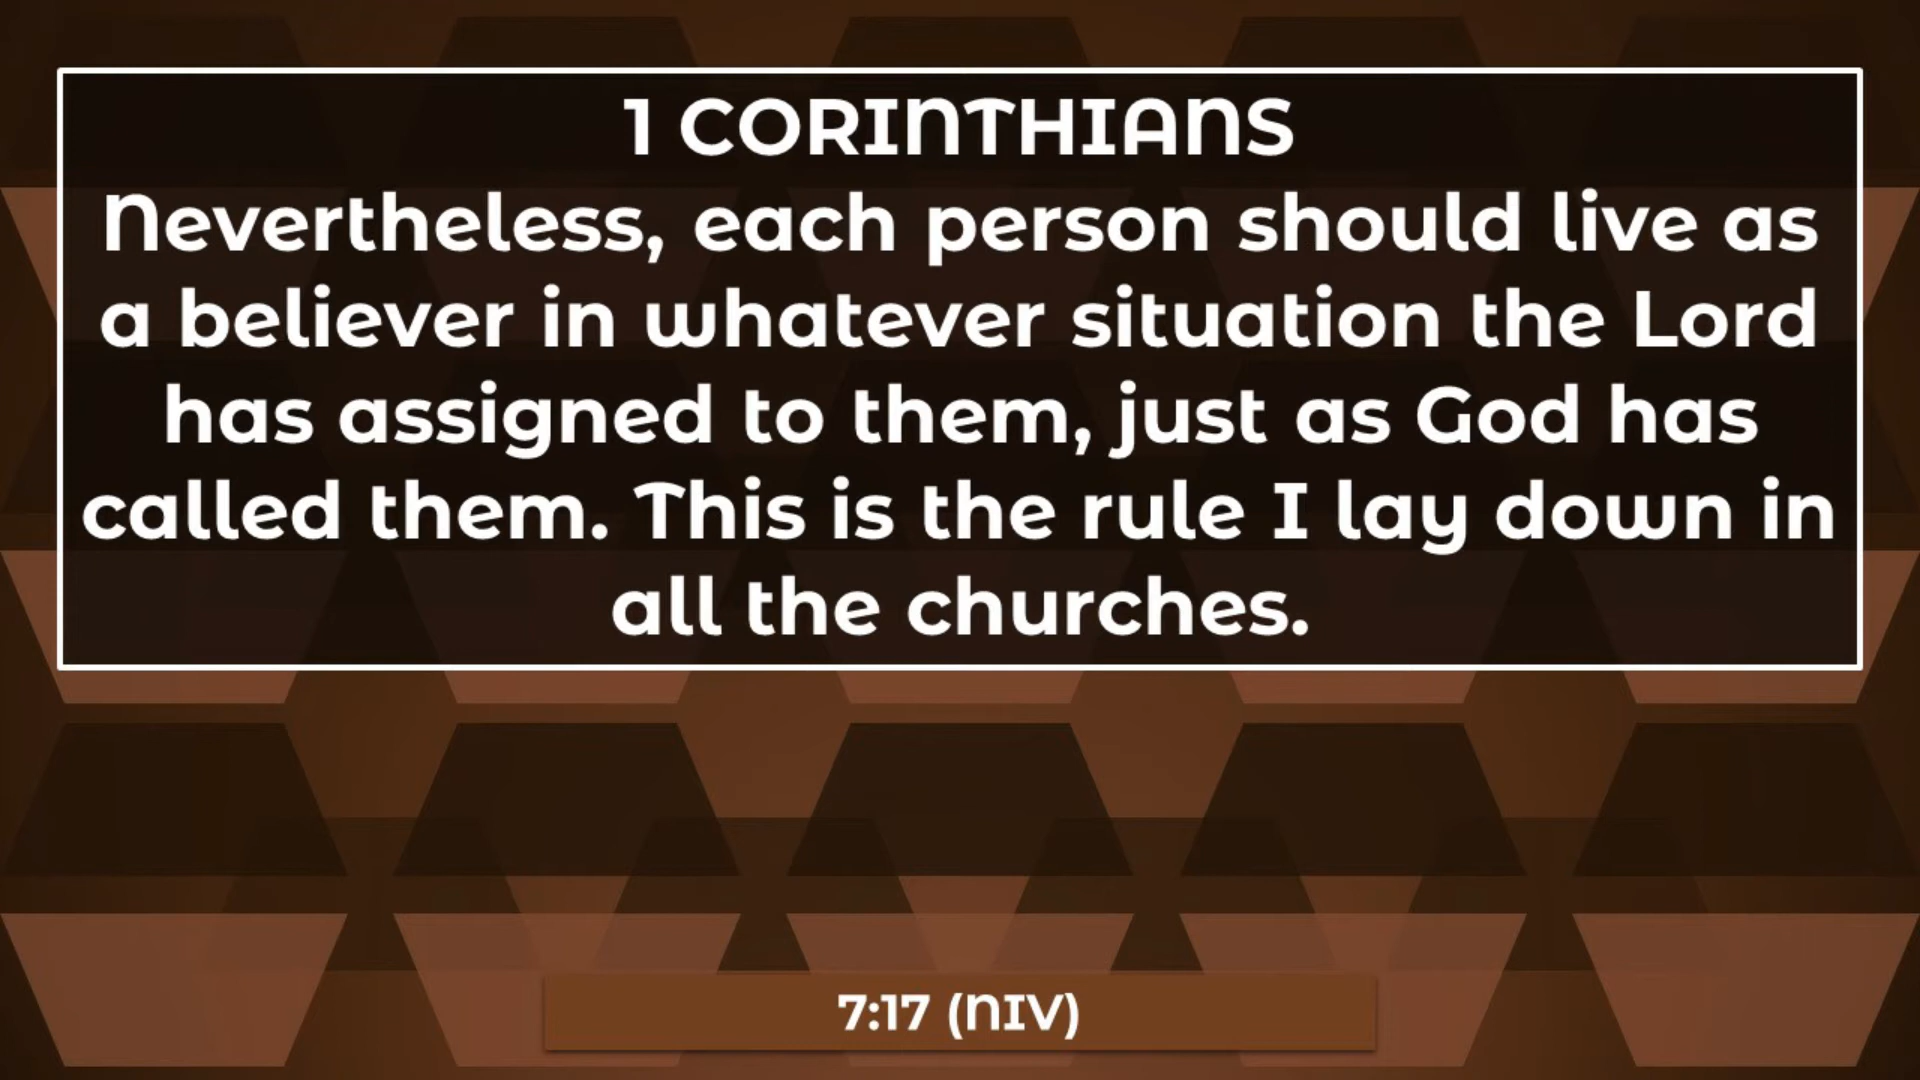 1 CORINTHIANS
Nevertheless, each person should live as
a believer in whatever situation the Lord
has assigned to them, just as God has
called them. This is the rule I lay down in
all the churches.
7:17 (NIV)